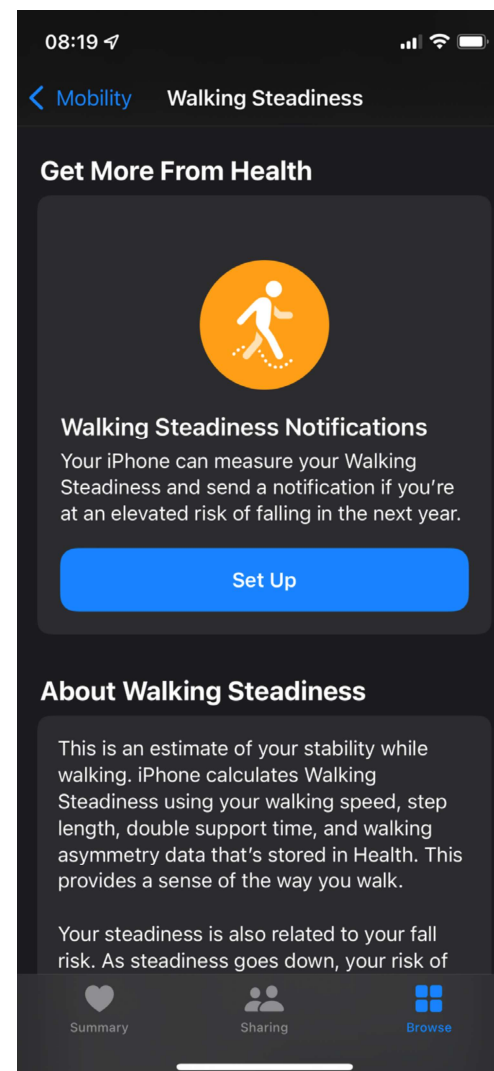 08:19
Mobility Walking Steadiness
Get More From Health
Walking Steadiness Notifications
Your iPhone can measure your Walking
Steadiness and send a notification if you're
at an elevated risk of falling in the next year.
Set Up
About Walking Steadiness
This is an estimate of your stability while
walking. iPhone calculates Walking
Steadiness using your walking speed, step
length, double support time, and walking
asymmetry data that's stored in Health. This
provides a sense of the way you walk.
Your steadiness is also related to your fall
risk. As steadiness goes down, your risk of
Summary Sharing Browse